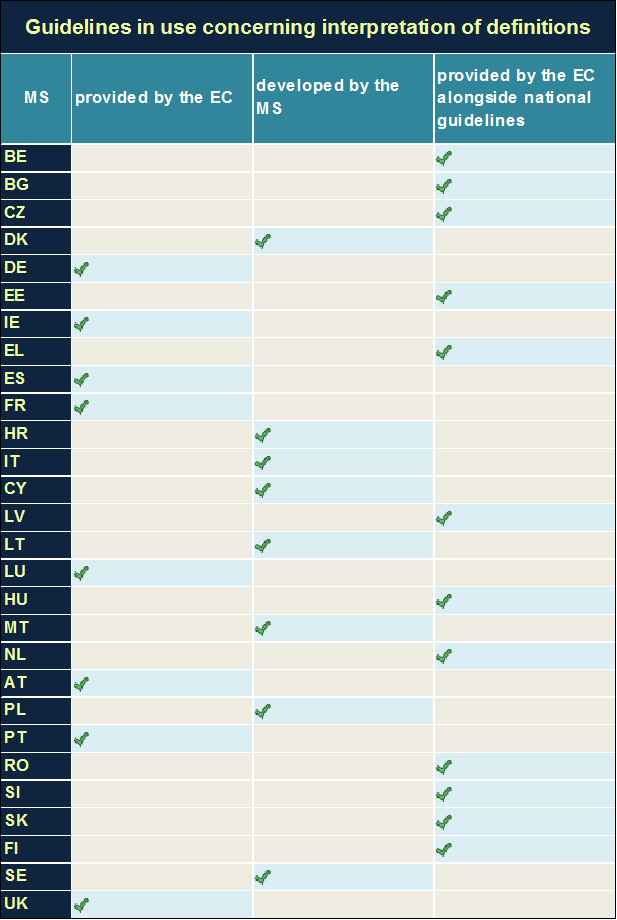 Guidelines in use concerning interpretation of definitions
MS
provided by the EC
developed by the
MS
provided by the EC
alongside national
guidelines
BE
BG
CZ
DK
DE
EE
IE
EL
ES
FR
HR
IT
CY
LV
LT
LU
HU
MT
NL
AT
PL
PT
RO
SI
SK
FI
SE
UK